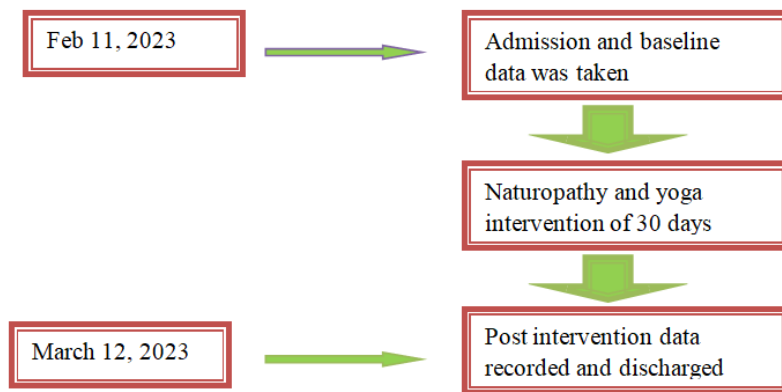 Feb 11, 2023
Admission and baseline
data was taken
Naturopathy and yoga
intervention of 30 days
March 12, 2023
Post intervention data
recorded and discharged